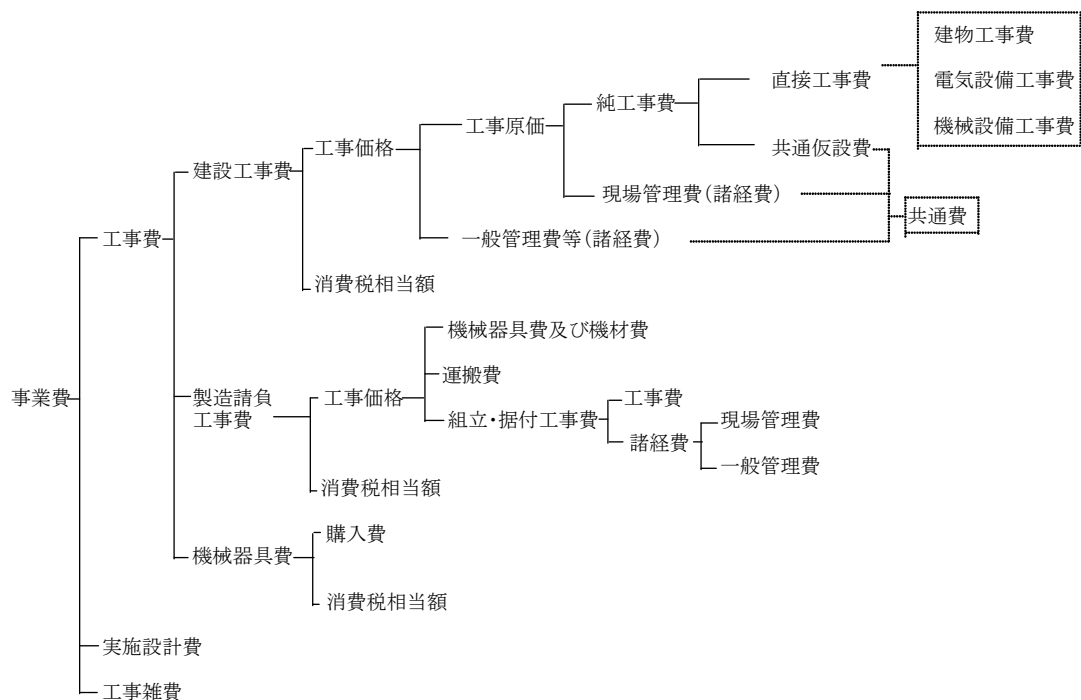 建物工事費
直接工事費
電気設備工事費
純工事費
工事原価
機械設備工事費
工事価格
共通仮設費
建設工事費
現場管理費(諸経費)
共通費
工事費
一般管理費等(諸経費)
消費税相当額
機械器具費及び機材費
運搬費
事業費
製造請負
工事費
工事価格
工事費
組立・据付工事費
現場管理費
諸経費
一般管理費
消費税相当額
購入費
機械器具費
消費税相当額
実施設計費
工事雑費